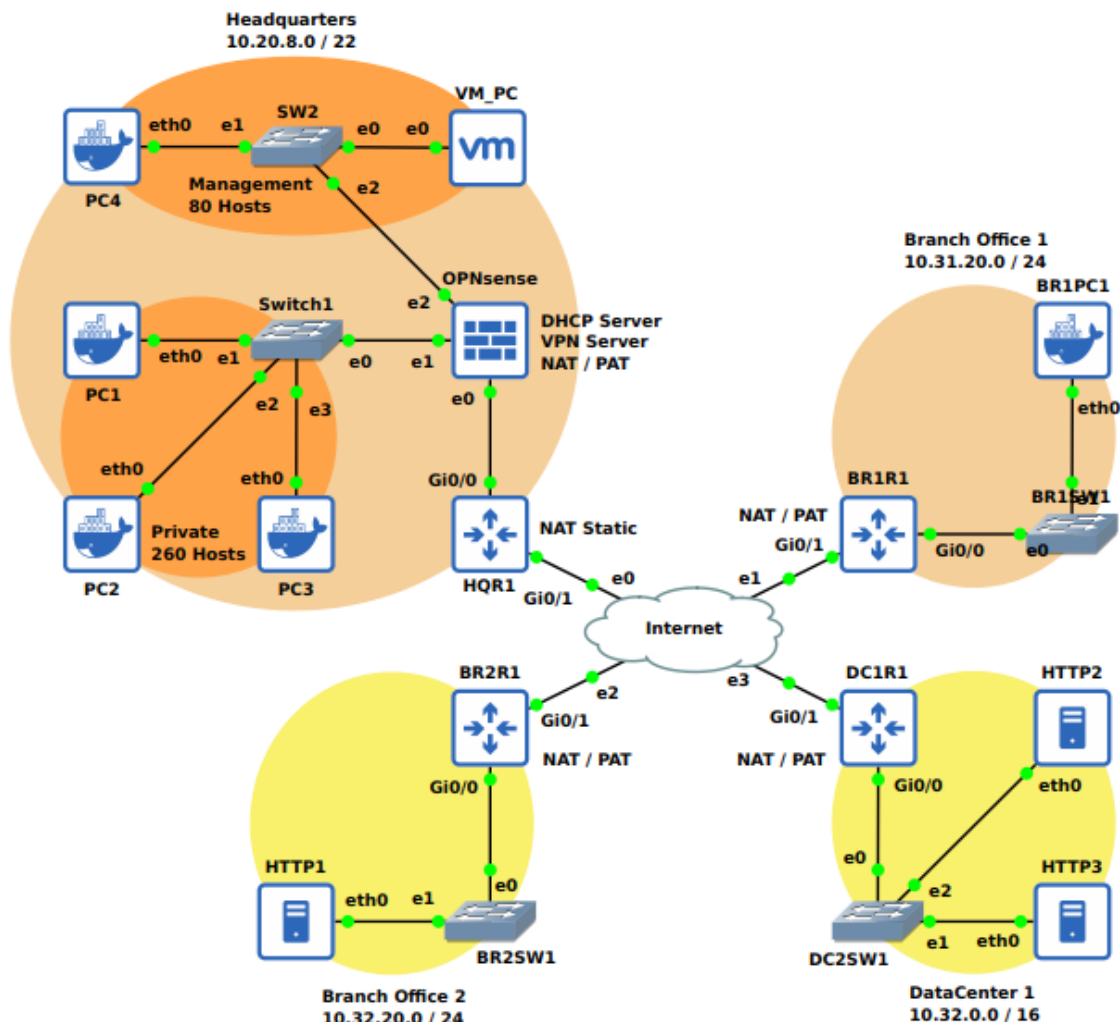 Headquarters
10.20.8.0 / 22
VM_PC
SW2
eth0
e1
e0
e0
vm
PC4
Management
80 Hosts
e2
OPNsense
e2
Switch1
DHCP Server
VPN Server
NAT / PAT
eth0
e1
e0
e1
PC1
e2
e3
e0
eth0
eth0
Gi0/0
Private
260 Hosts
NAT Static
PC2
PC3
HQR1
Gi0/1
e0
Branch Office 1
10.31.20.0 / 24
BR1PC1
eth0
BR1R1
BR1SW1
e1
NAT / PAT
Gi0/1
Gi0/0
e0
e1
Internet
BR2R1
e2
Gi0/1
NAT / PAT
Gi0/0
HTTP1
eth0
e1
e0
BR2SW1
Branch Office 2
10.32.20.0 / 24
e3
DC1R1
HTTP2
Gi0/1
NAT / PAT
Gi0/0
eth0
e0
e2
HTTP3
e1
eth0
DC2SW1
DataCenter 1
10.32.0.0 / 16